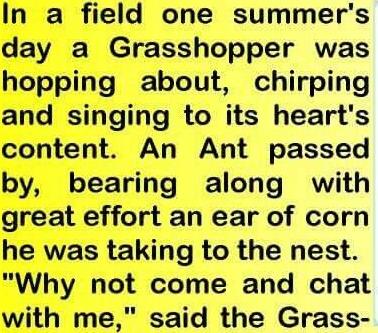 In a field one summer's
day a Grasshopper was
hopping about, chirping
and singing to its heart's
content. An Ant passed
by, bearing along with
great effort an ear of corn
he was taking to the nest.
"Why not come and chat
with me," said the Grass-